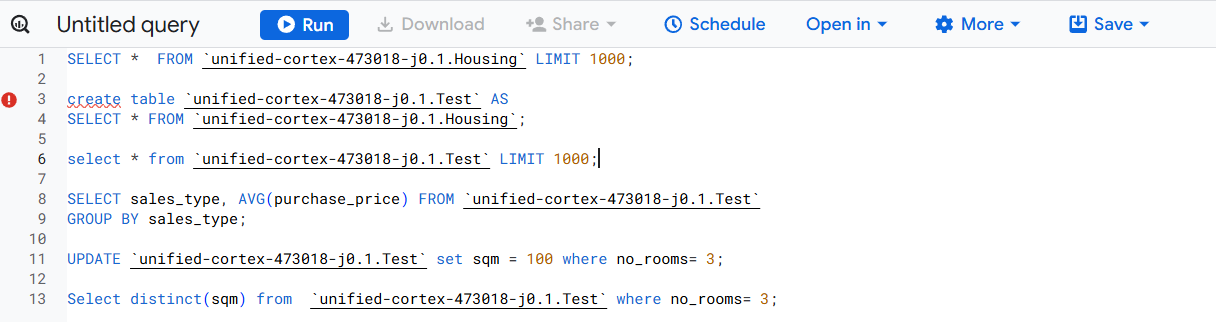 Untitled query Run Download Share Schedule Open in More Save
1 SELECT *  FROM `unified-cortex-473018-j0.1.Housing` LIMIT 1000;
2
3 create table `unified-cortex-473018-j0.1.Test` AS
4 SELECT * FROM `unified-cortex-473018-j0.1.Housing`;
5
6 select * from `unified-cortex-473018-j0.1.Test` LIMIT 1000;
7
8 SELECT sales_type, AVG(purchase_price) FROM `unified-cortex-473018-j0.1.Test`
9 GROUP BY sales_type;
10
11 UPDATE `unified-cortex-473018-j0.1.Test` set sqm = 100 where no_rooms= 3;
12
13 Select distinct(sqm) from  `unified-cortex-473018-j0.1.Test` where no_rooms= 3;